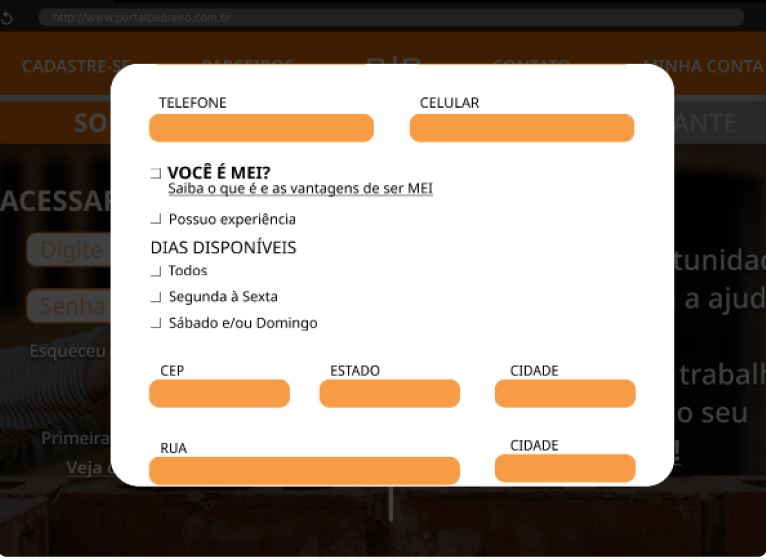 http://www.portalpedreiro.com.br
CADASTRE-SE PARCEIROS CONTATO MINHA CONTA
SO
ANTE
TELEFONE CELULAR
VOCÊ É MEI?
Saiba o que é e as vantagens de ser MEI
Possuo experiência
DIAS DISPONÍVEIS
Todos
Segunda à Sexta
Sábado e/ou Domingo
CEP ESTADO CIDADE
RUA CIDADE
ACESSAR
Digite
Senha
Esqueceu
Primeira
Veja
tunidad
a ajud
trabalh
o seu
!